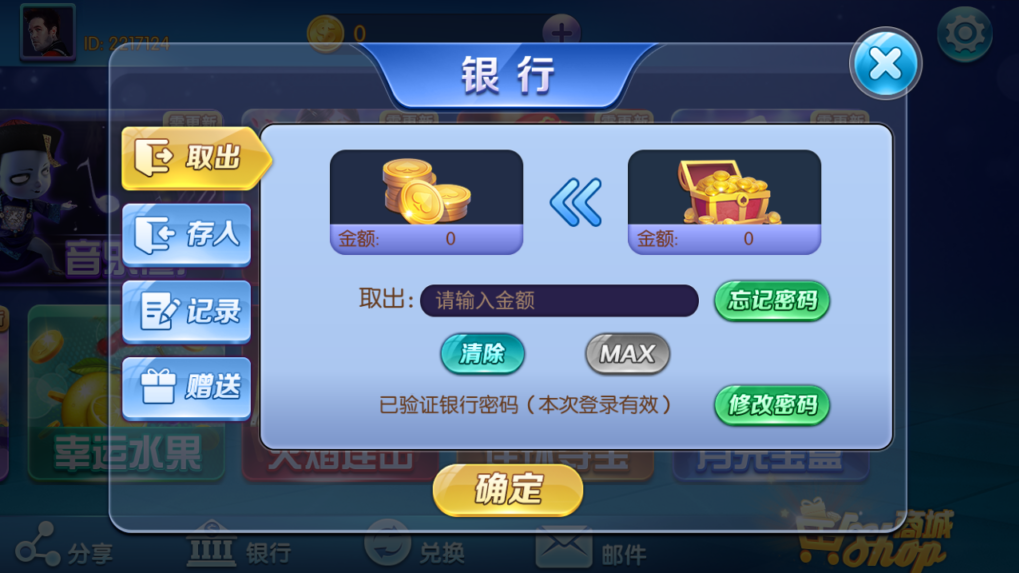 ID: 2217124
0
银行
取出
存入
记录
赠送
金额: 0
金额: 0
取出: 请输入金额
忘记密码
清除
MAX
已验证银行密码（本次登录有效）
修改密码
幸运水果
确定
分享
银行
兑换
邮件
商城
Shop